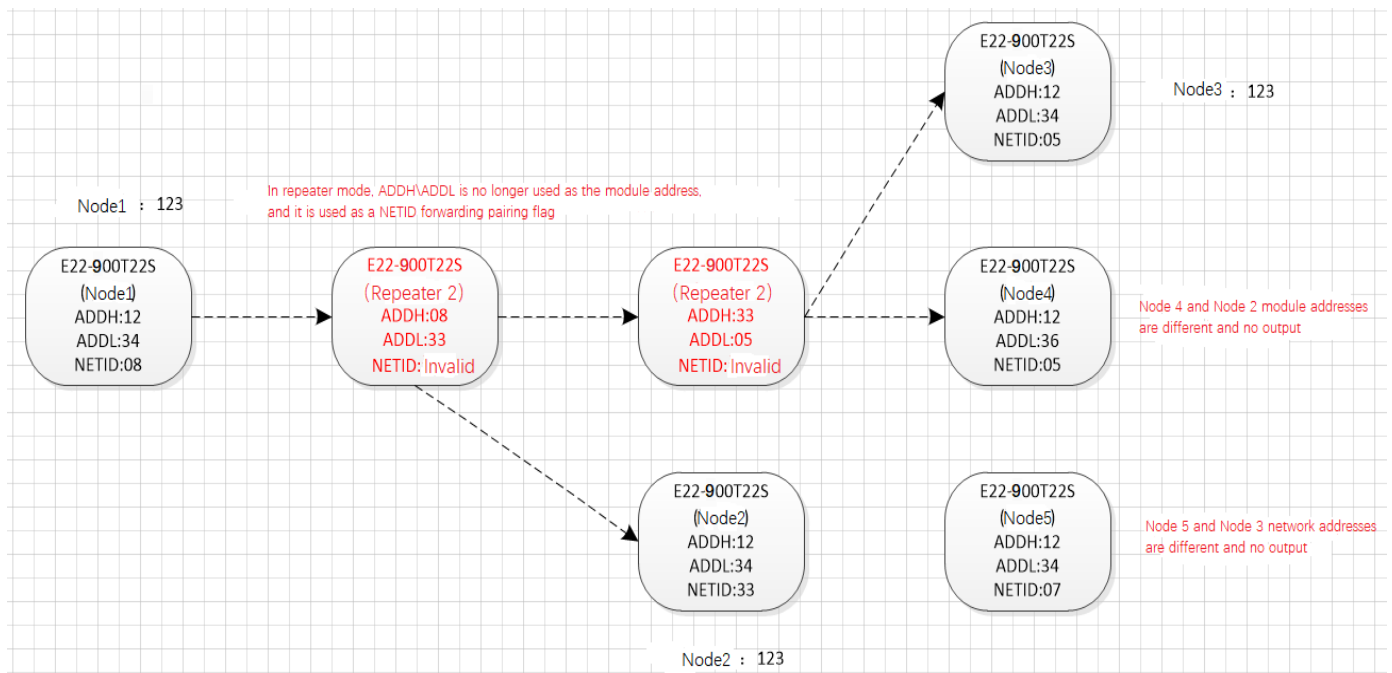 E22-900T22S
(Node3)
ADDH:12
ADDL:34
NETID:05
Node3 : 123
Node1 : 123
In repeater mode, ADDH\ADDL is no longer used as the module address,
and it is used as a NETID forwarding pairing flag
E22-900T22S
(Node1)
ADDH:12
ADDL:34
NETID:08
E22-900T22S
(Repeater 2)
ADDH:08
ADDL:33
NETID: Invalid
E22-900T22S
(Repeater 2)
ADDH:33
ADDL:05
NETID: Invalid
E22-900T22S
(Node4)
ADDH:12
ADDL:36
NETID:05
Node 4 and Node 2 module addresses
are different and no output
E22-900T22S
(Node2)
ADDH:12
ADDL:34
NETID:33
E22-900T22S
(Node5)
ADDH:12
ADDL:34
NETID:07
Node 5 and Node 3 network addresses
are different and no output
Node2 : 123